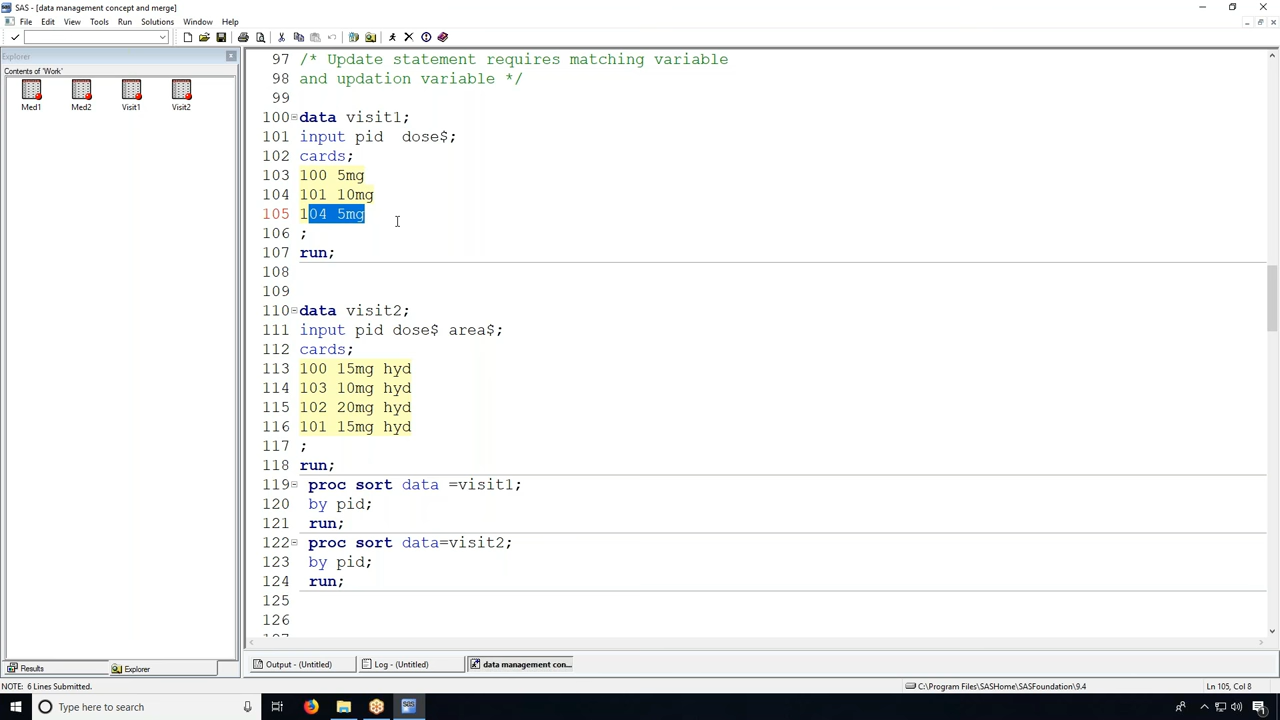 SAS - [data management concept and merge]
File Edit View Tools Run Solutions Window Help
Explorer
Contents of 'Work'
Med1 Med2 Visit1 Visit2
97 /* Update statement requires matching variable
98 and updation variable */
99
100 data visit1;
101 input pid dose$;
102 cards;
103 100 5mg
104 101 10mg
105 104 5mg
106 ;
107 run;
108
109
110 data visit2;
111 input pid dose$ area$;
112 cards;
113 100 15mg hyd
114 103 10mg hyd
115 102 20mg hyd
116 101 15mg hyd
117 ;
118 run;
119 proc sort data =visit1;
120 by pid;
121 run;
122 proc sort data=visit2;
123 by pid;
124 run;
125
126
Results Explorer
Output - (Untitled) Log - (Untitled) data management con...
NOTE: 6 Lines Submitted.
C:\Program Files\SASHome\SASFoundation\9.4
Ln 105, Col 8
Type here to search